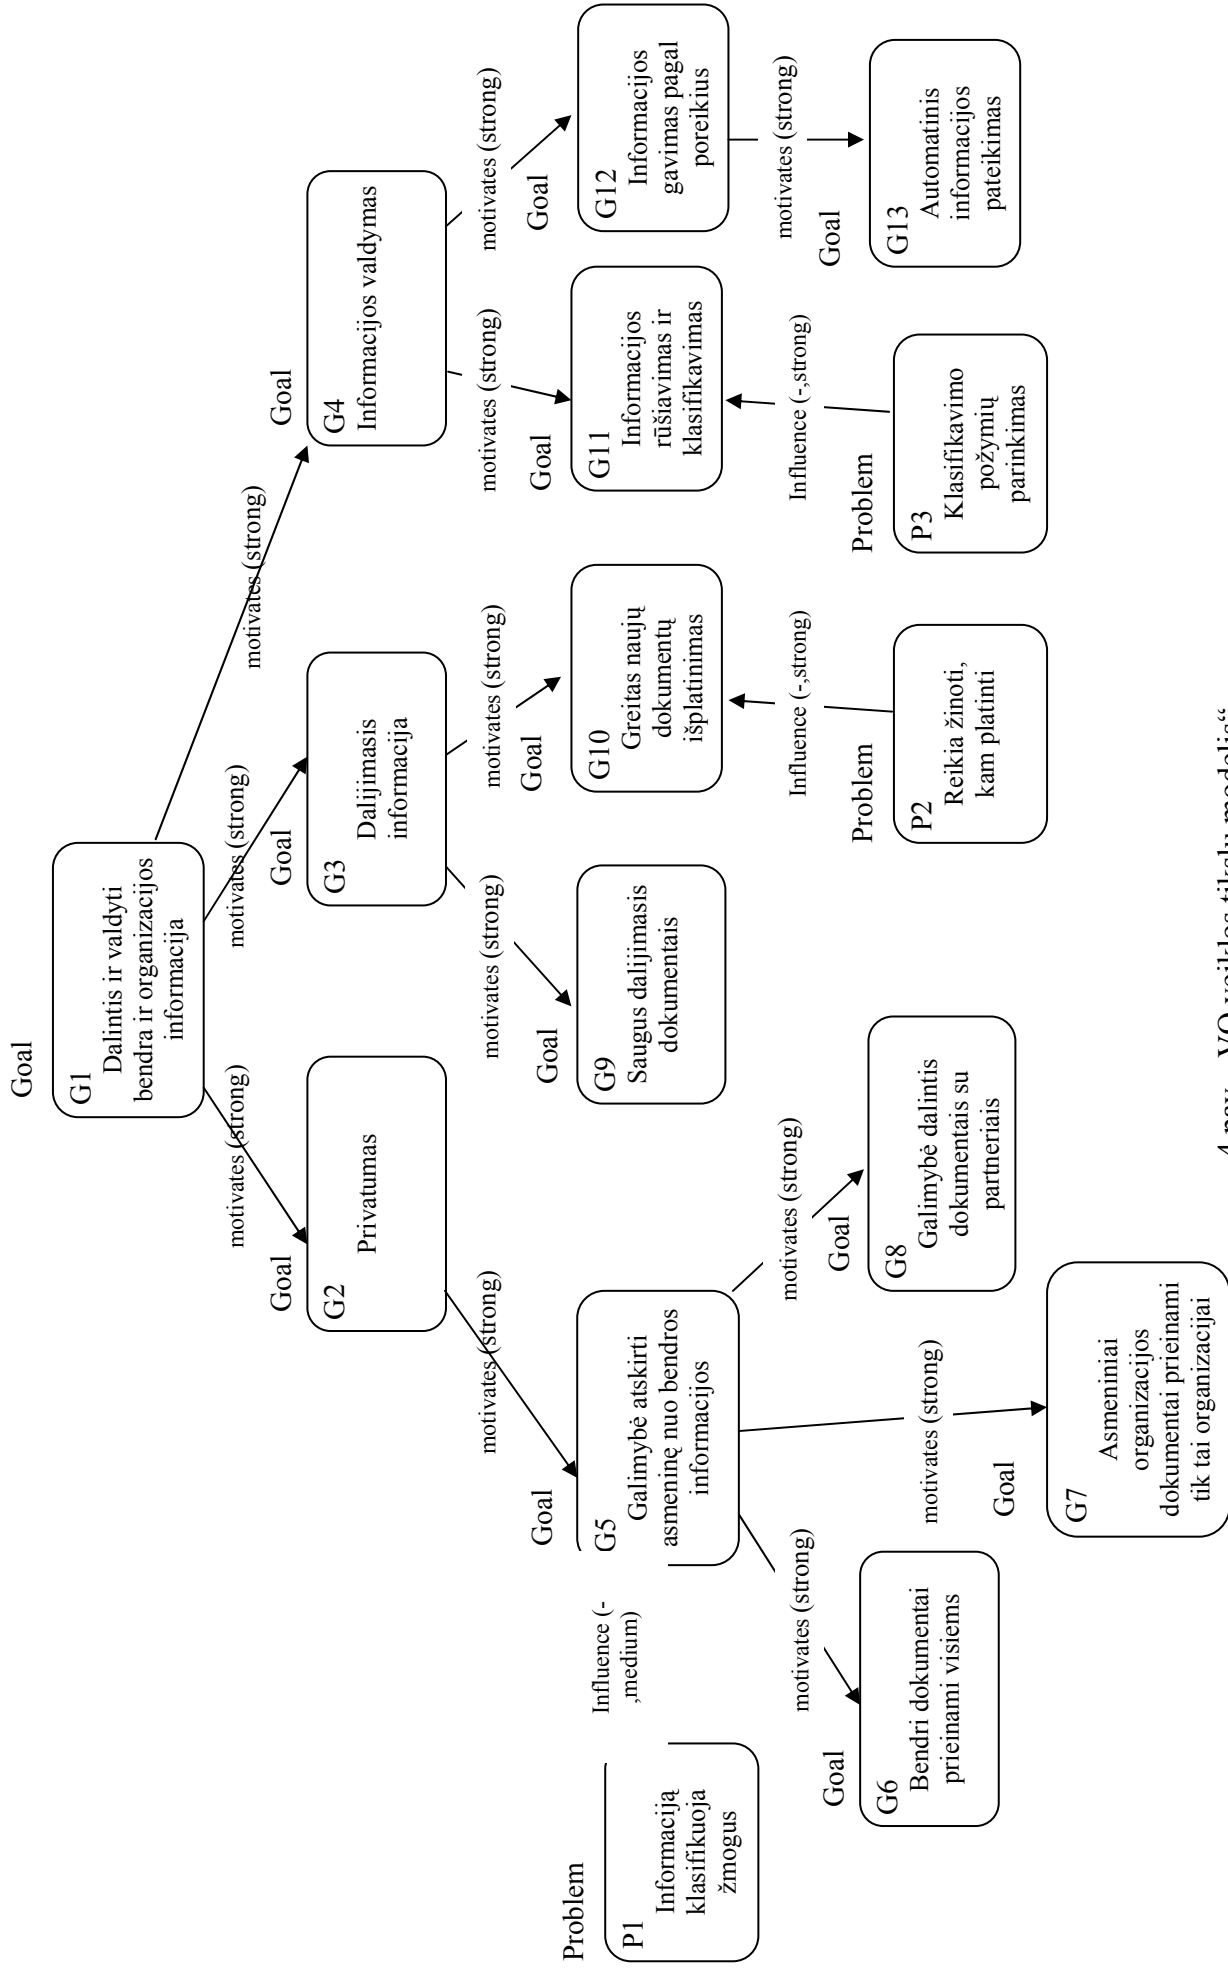 Goal
G1
Dalintis ir valdyti
bendra ir organizacijos
informacija
motivates (strong)
motivates (strong)
motivates (strong)
Goal
G2
Privatumas
Goal
G3
Dalijimasis
informacija
Goal
G4
Informacijos valdymas
motivates (strong)
motivates (strong)
motivates (strong)
motivates (strong)
motivates (strong)
Problem
P1
Informaciją
klasifikuoja
žmogus
Influence (-
,medium)
Goal
G5
Galimybė atskirti
asmeninę nuo bendros
informacijos
Goal
G9
Saugus dalijimasis
dokumentais
Goal
G10
Greitas naujų
dokumentų
išplatinimas
Goal
G11
Informacijos
rūšiavimas ir
klasifikavimas
Goal
G12
Informacijos
gavimas pagal
poreikius
motivates (strong)
motivates (strong)
motivates (strong)
Influence (-,strong)
Influence (-,strong)
motivates (strong)
Goal
G6
Bendri dokumentai
prieinami visiems
Goal
G7
Asmeniniai
organizacijos
dokumentai prieinami
tik tai organizacijai
Goal
G8
Galimybė dalintis
dokumentais su
partneriais
Problem
P2
Reikia žinoti,
kam platinti
Problem
P3
Klasifikavimo
požymių
parinkimas
Goal
G13
Automatinis
informacijos
pateikimas